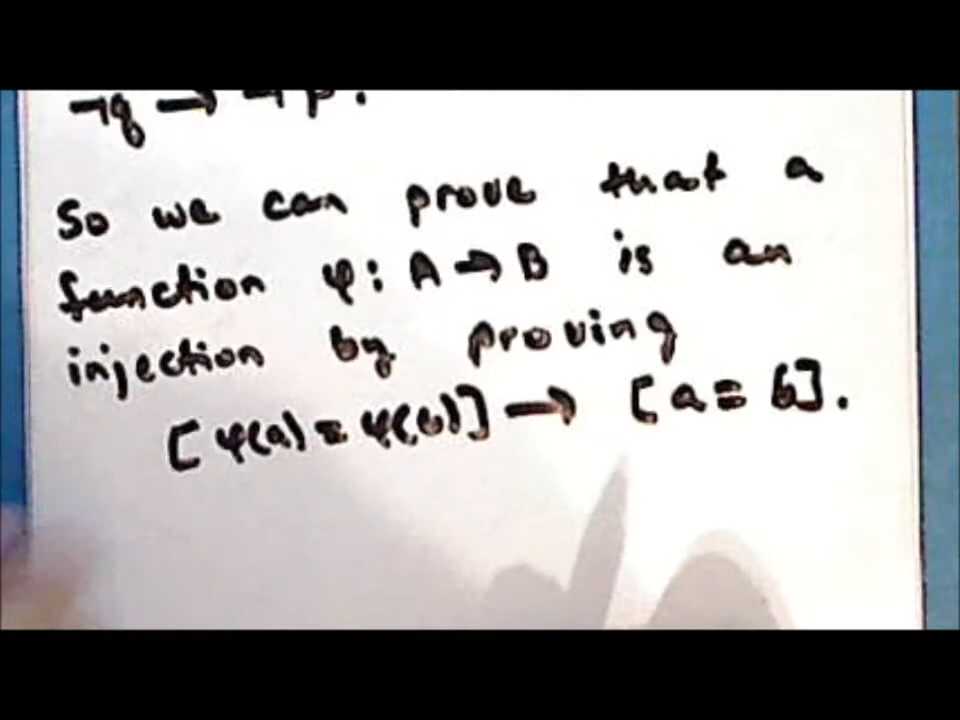 ¬q → ¬p.
So we can prove that a
function φ: A → B is an
injection by proving
[φ(a) = φ(b)] → [a = b].